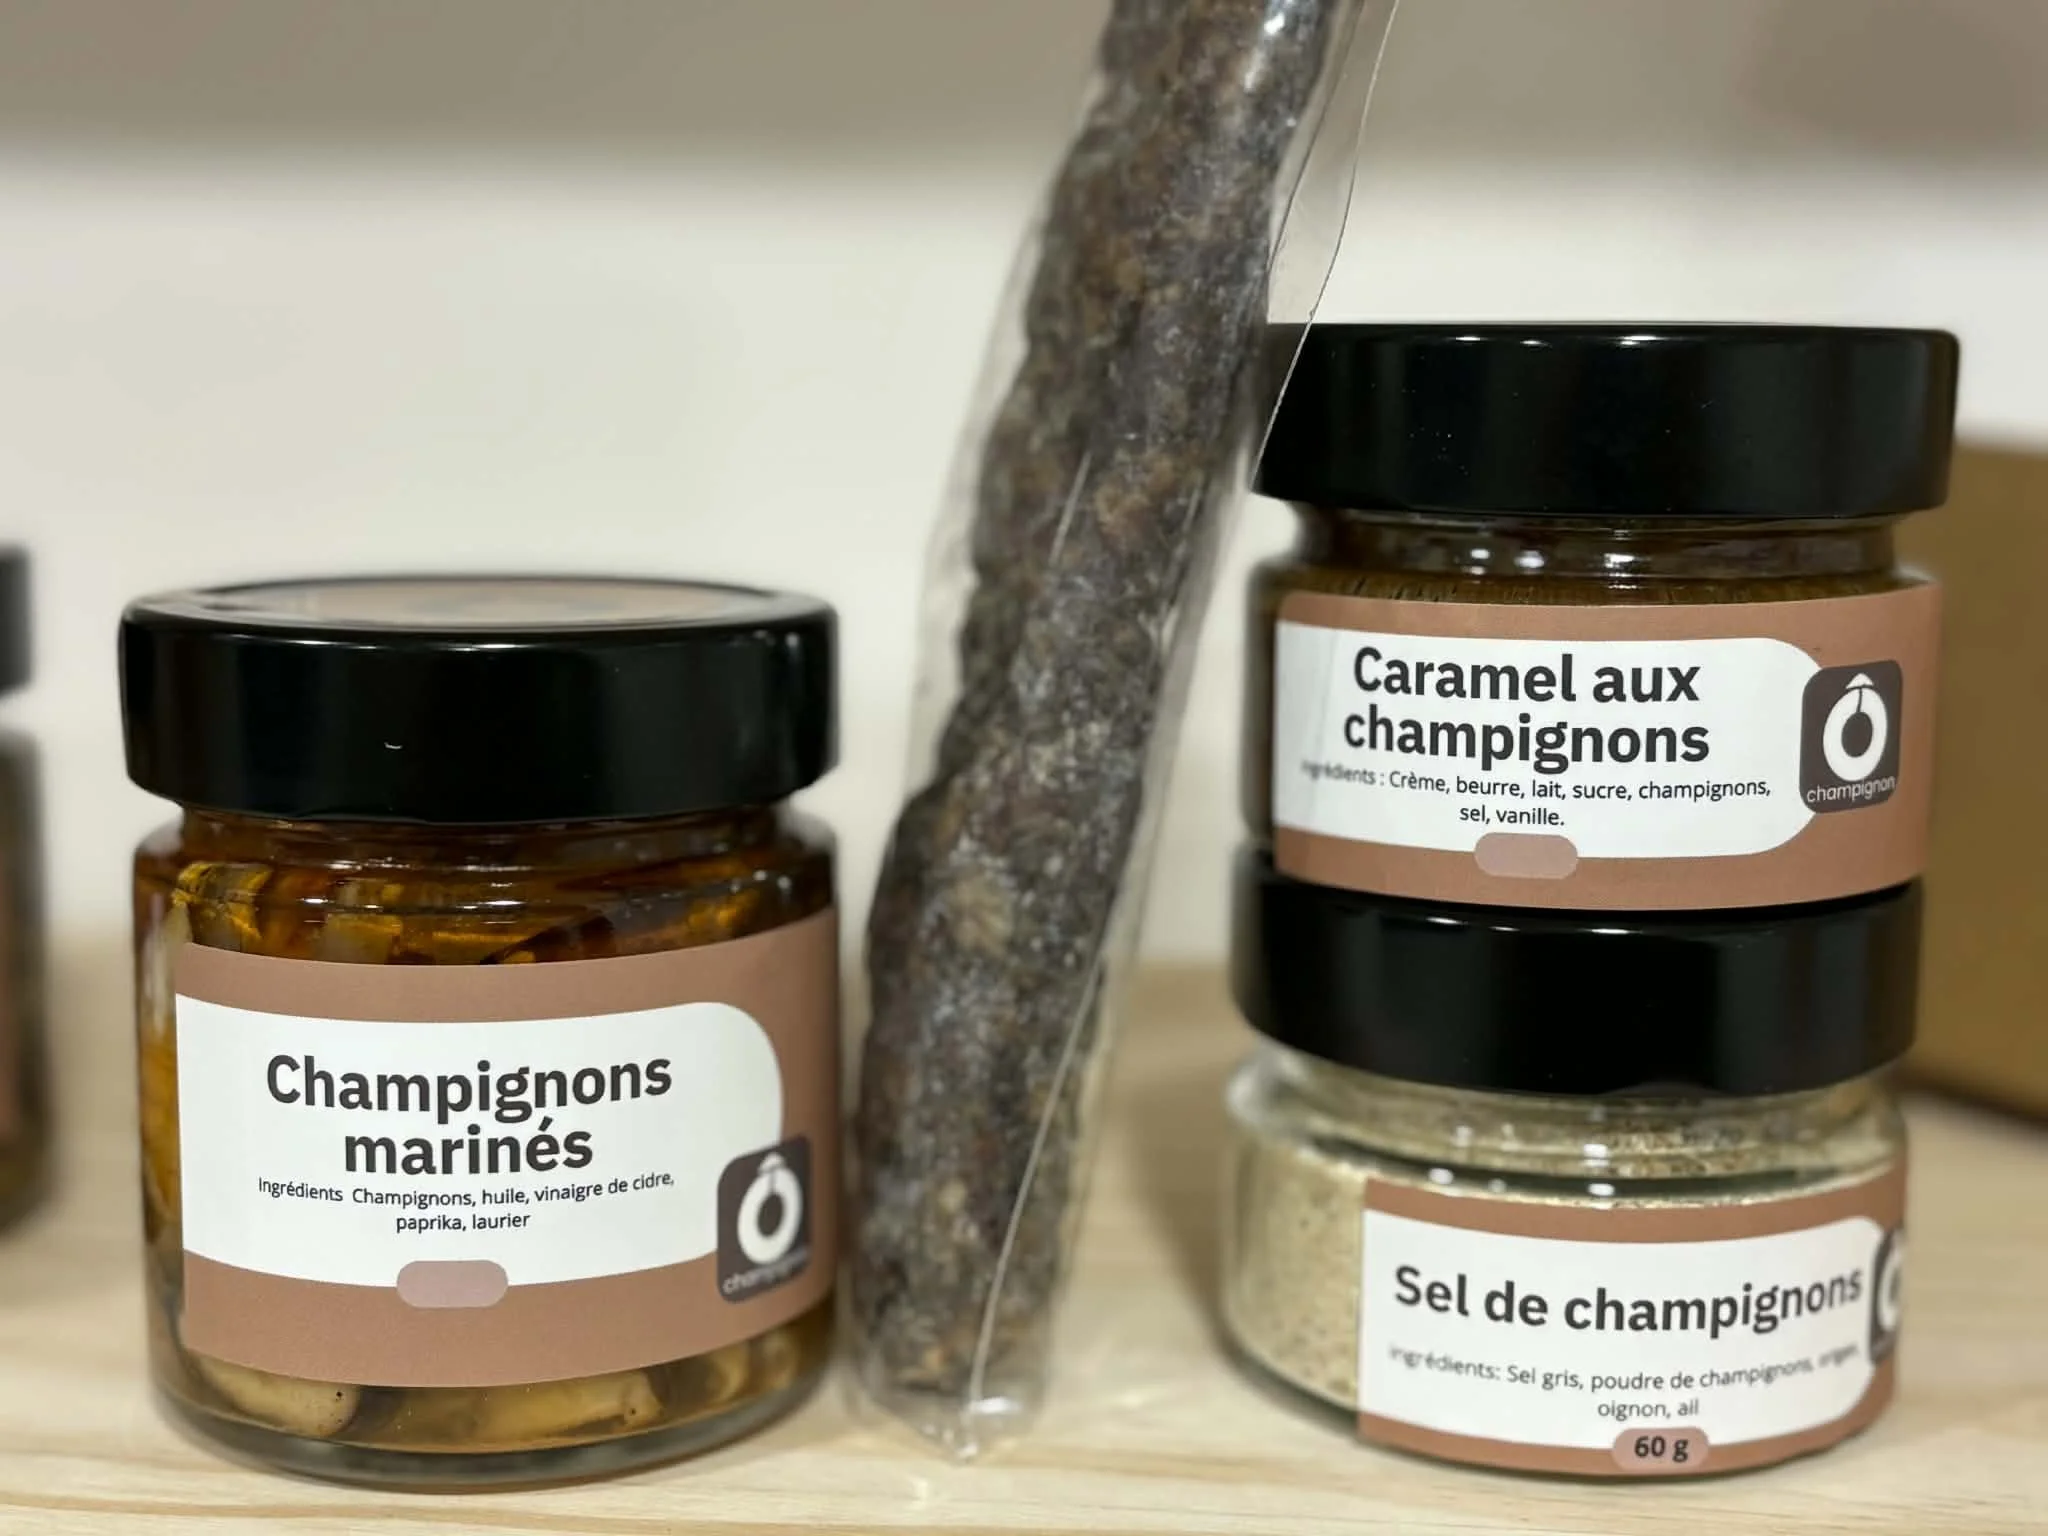 Champignons
marinés
Ingrédients Champignons, huile, vinaigre de cidre,
paprika, laurier
champignon
Caramel aux
champignons
Ingrédients : Crème, beurre, lait, sucre, champignons,
sel, vanille.
champignon
Sel de champignons
Ingrédients: Sel gris, poudre de champignons,
oignon, ail
60 g